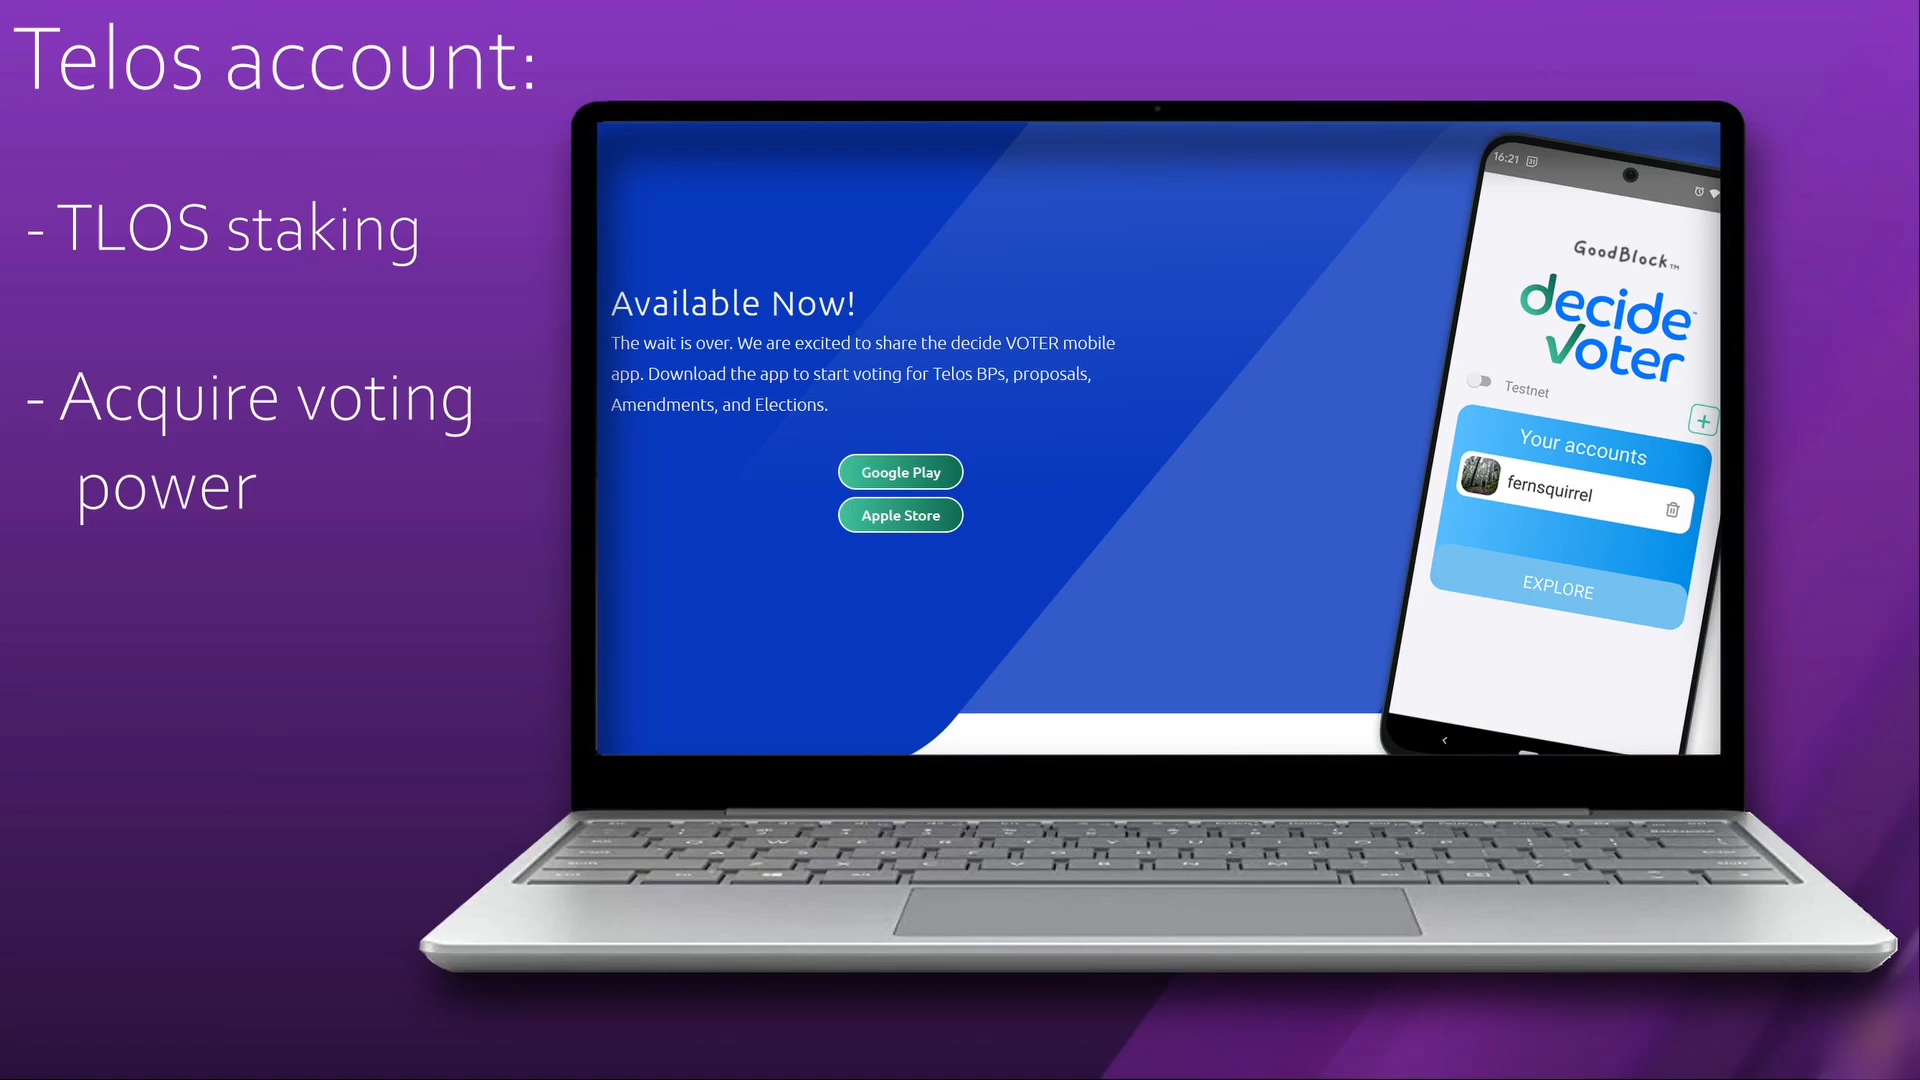 Telos account:
- TLOS staking
- Acquire voting
power
Available Now!
The wait is over. We are excited to share the decide VOTER mobile
app. Download the app to start voting for Telos BPs, proposals,
Amendments, and Elections.
Google Play
Apple Store
16:21
GoodBlock™
decide™
Voter
Testnet
+
Your accounts
fernsquirrel
EXPLORE